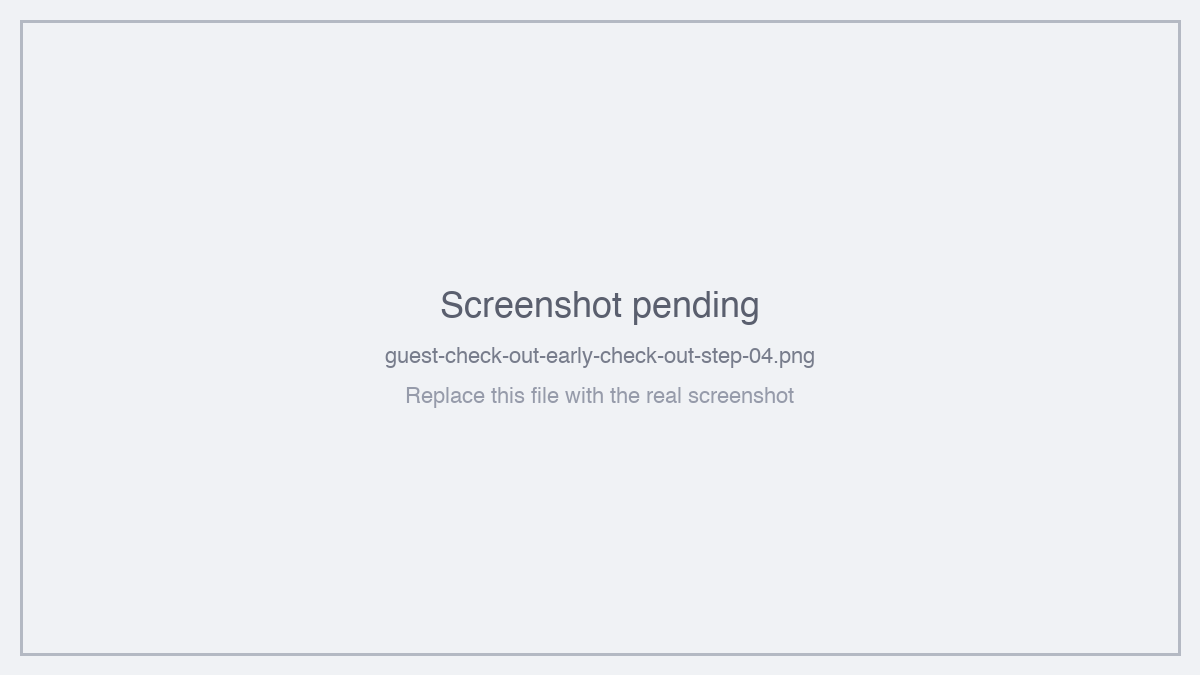 Screenshot pending
guest-check-out-early-check-out-step-04.png
Replace this file with the real screenshot